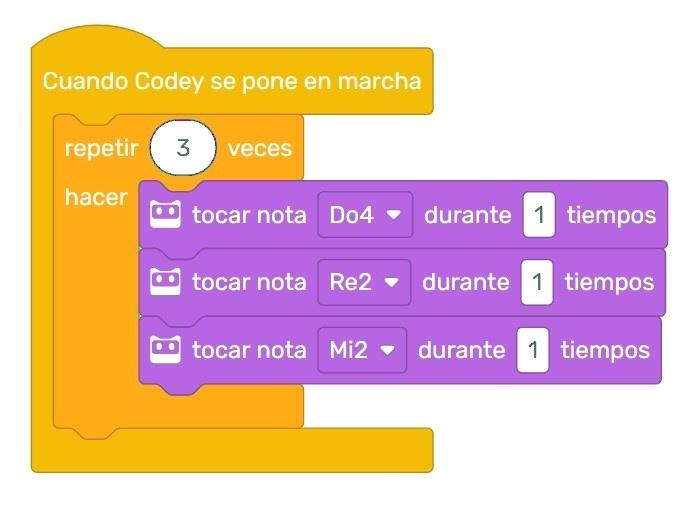 Cuando Codey se pone en marcha
repetir 3 veces
hacer
tocar nota Do4 durante 1 tiempos
tocar nota Re2 durante 1 tiempos
tocar nota Mi2 durante 1 tiempos